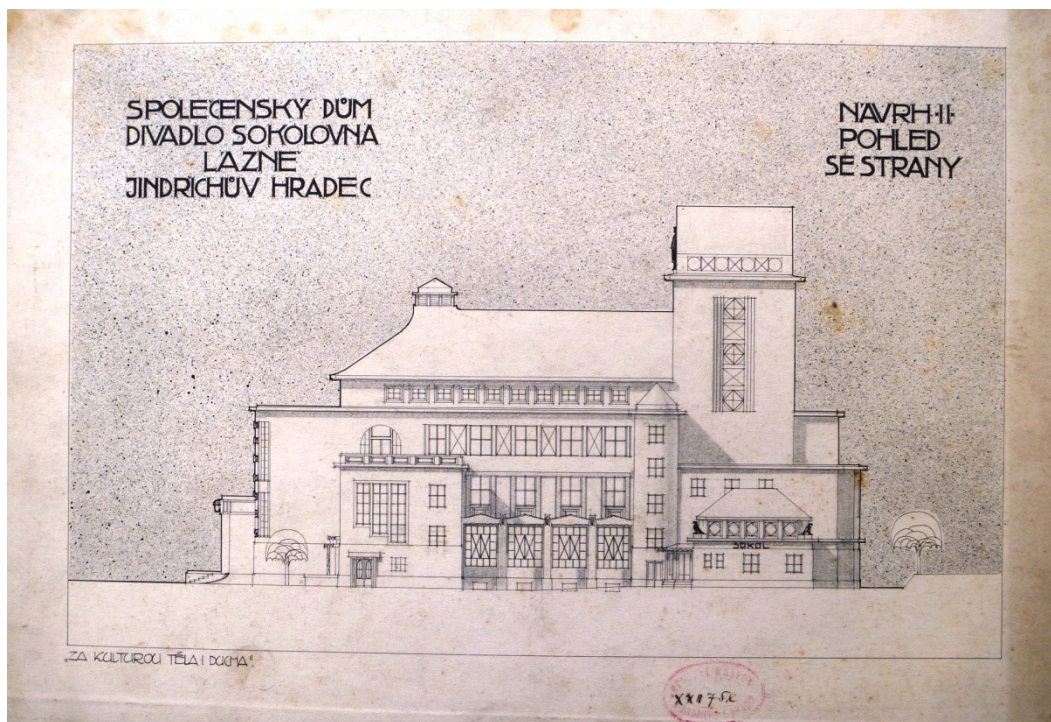 SPOLEČENSKÝ DŮM
DIVADLO SOKOLOVNA
LÁZNĚ
JINDŘICHŮV HRADEC
NÁVRH·II·
POHLED
SE STRANY
SOKOL
„ZA KULTUROU TĚLA I DUCHA“.